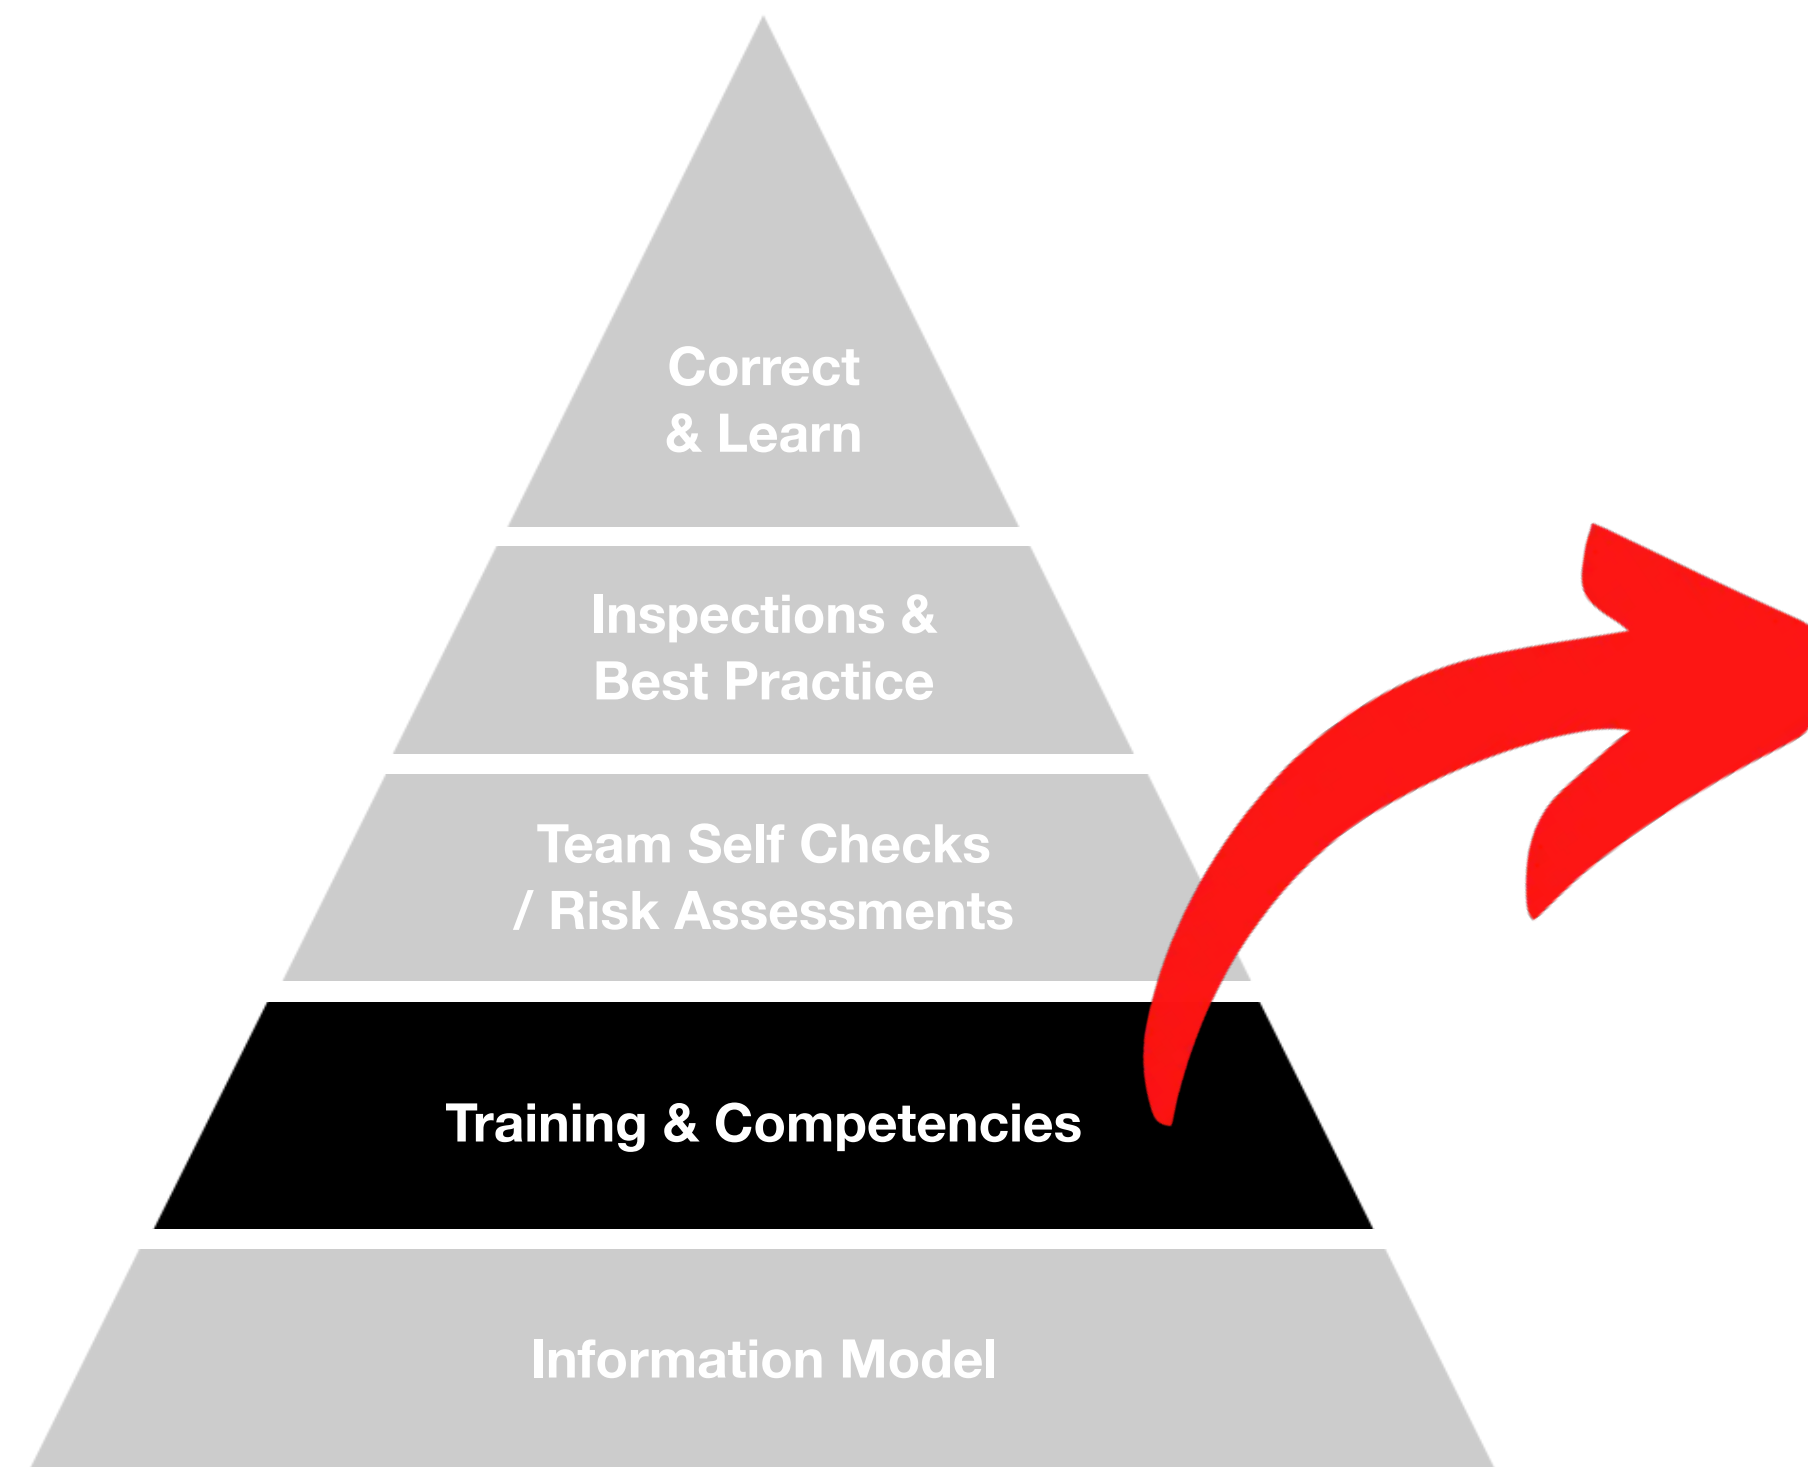 Correct
& Learn
Inspections &
Best Practice
Team Self Checks
/ Risk Assessments
Training & Competencies
Information Model